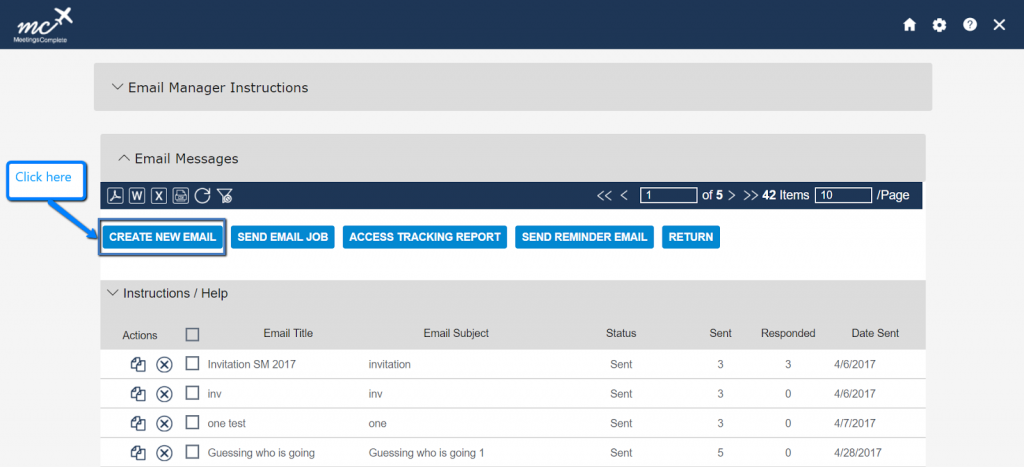 mc
MeetingsComplete
Email Manager Instructions
Email Messages
Click here
W X 1 of 5 42 Items 10 /Page
CREATE NEW EMAIL SEND EMAIL JOB ACCESS TRACKING REPORT SEND REMINDER EMAIL RETURN
Instructions / Help
Actions Email Title Email Subject Status Sent Responded Date Sent
Invitation SM 2017 invitation Sent 3 3 4/6/2017
inv inv Sent 3 0 4/6/2017
one test one Sent 3 0 4/7/2017
Guessing who is going Guessing who is going 1 Sent 5 0 4/28/2017